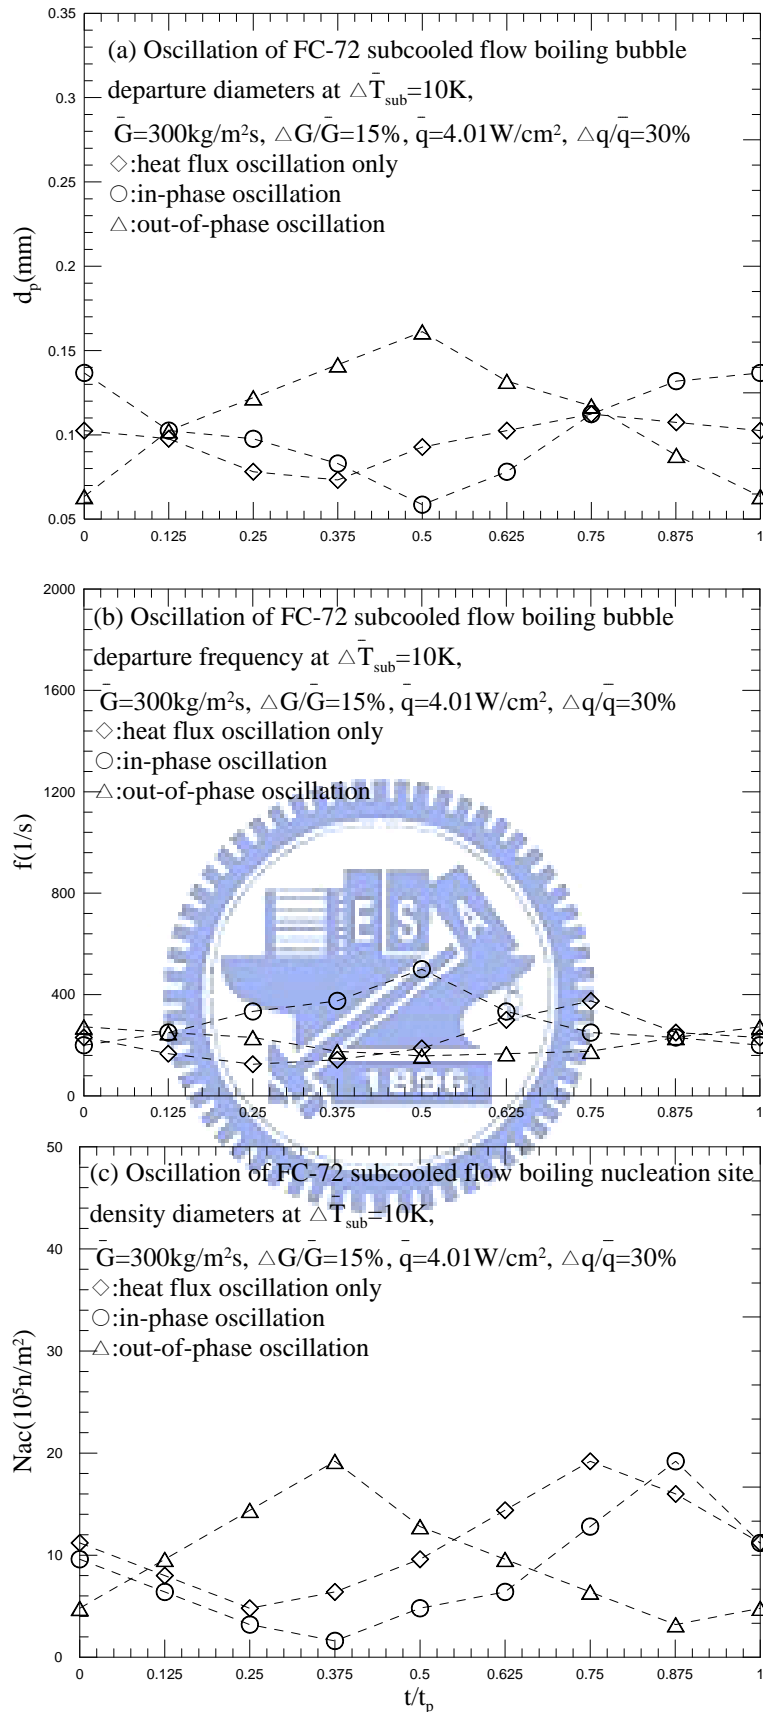 0.35
(a) Oscillation of FC-72 subcooled flow boiling bubble
departure diameters at △T̄sub=10K,
Ḡ=300kg/m²s, △G/Ḡ=15%, q̄=4.01W/cm², △q/q̄=30%
◇:heat flux oscillation only
○:in-phase oscillation
△:out-of-phase oscillation
0.3
0.25
0.2
0.15
0.1
0.05
dp(mm)
0 0.125 0.25 0.375 0.5 0.625 0.75 0.875 1
2000
(b) Oscillation of FC-72 subcooled flow boiling bubble
departure frequency at △T̄sub=10K,
Ḡ=300kg/m²s, △G/Ḡ=15%, q̄=4.01W/cm², △q/q̄=30%
◇:heat flux oscillation only
○:in-phase oscillation
△:out-of-phase oscillation
1600
1200
800
400
0
f(1/s)
E S A
1896
0 0.125 0.25 0.375 0.5 0.625 0.75 0.875 1
50
(c) Oscillation of FC-72 subcooled flow boiling nucleation site
density diameters at △T̄sub=10K,
Ḡ=300kg/m²s, △G/Ḡ=15%, q̄=4.01W/cm², △q/q̄=30%
◇:heat flux oscillation only
○:in-phase oscillation
△:out-of-phase oscillation
40
30
20
10
0
Nac(10⁵n/m²)
0 0.125 0.25 0.375 0.5 0.625 0.75 0.875 1
t/tp